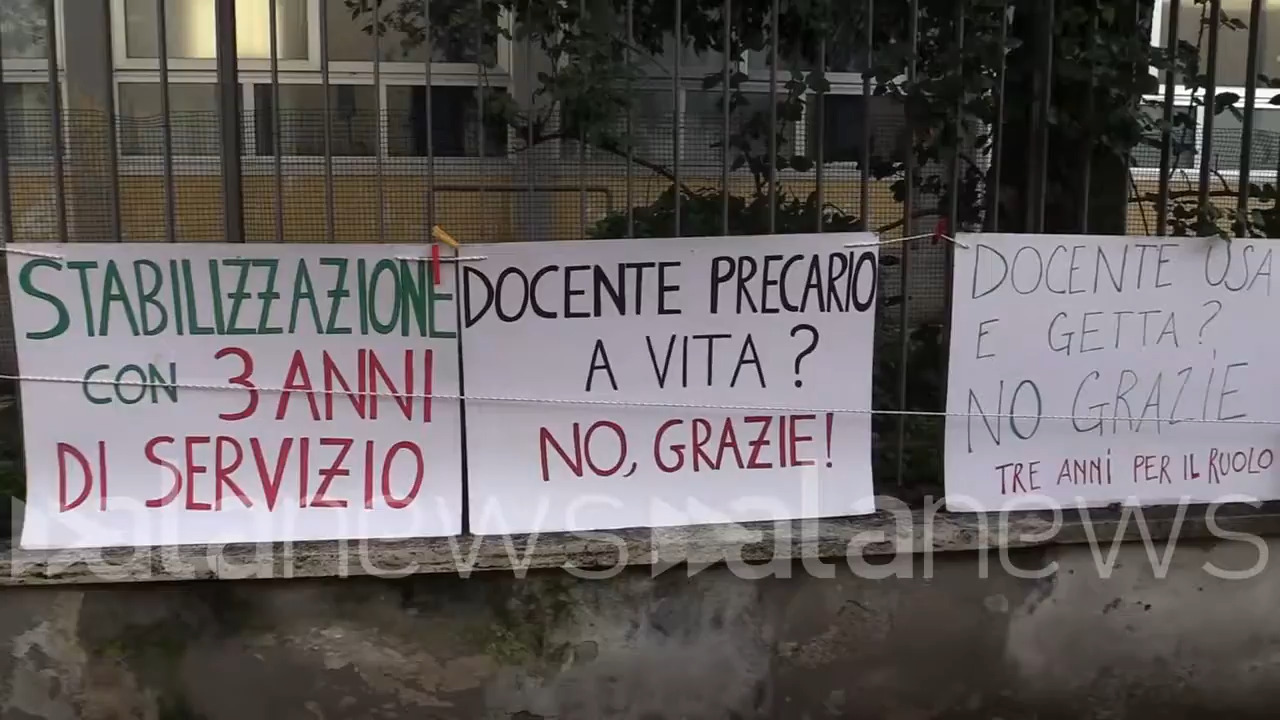 STABILIZZAZIONE
CON 3 ANNI
DI SERVIZIO
DOCENTE PRECARIO
A VITA?
NO, GRAZIE!
DOCENTE USA
E GETTA?
NO GRAZIE
TRE ANNi PER IL RUOLO
alanews alanews